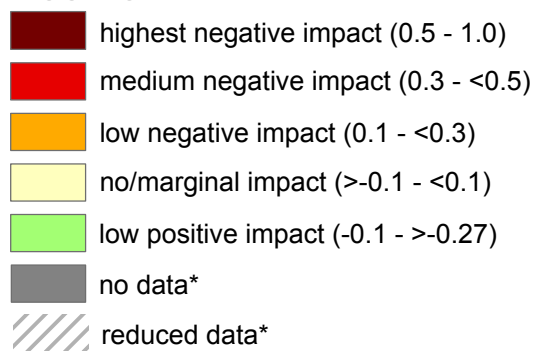 highest negative impact (0.5 - 1.0)
medium negative impact (0.3 - <0.5)
low negative impact (0.1 - <0.3)
no/marginal impact (>-0.1 - <0.1)
low positive impact (-0.1 - >-0.27)
no data*
reduced data*